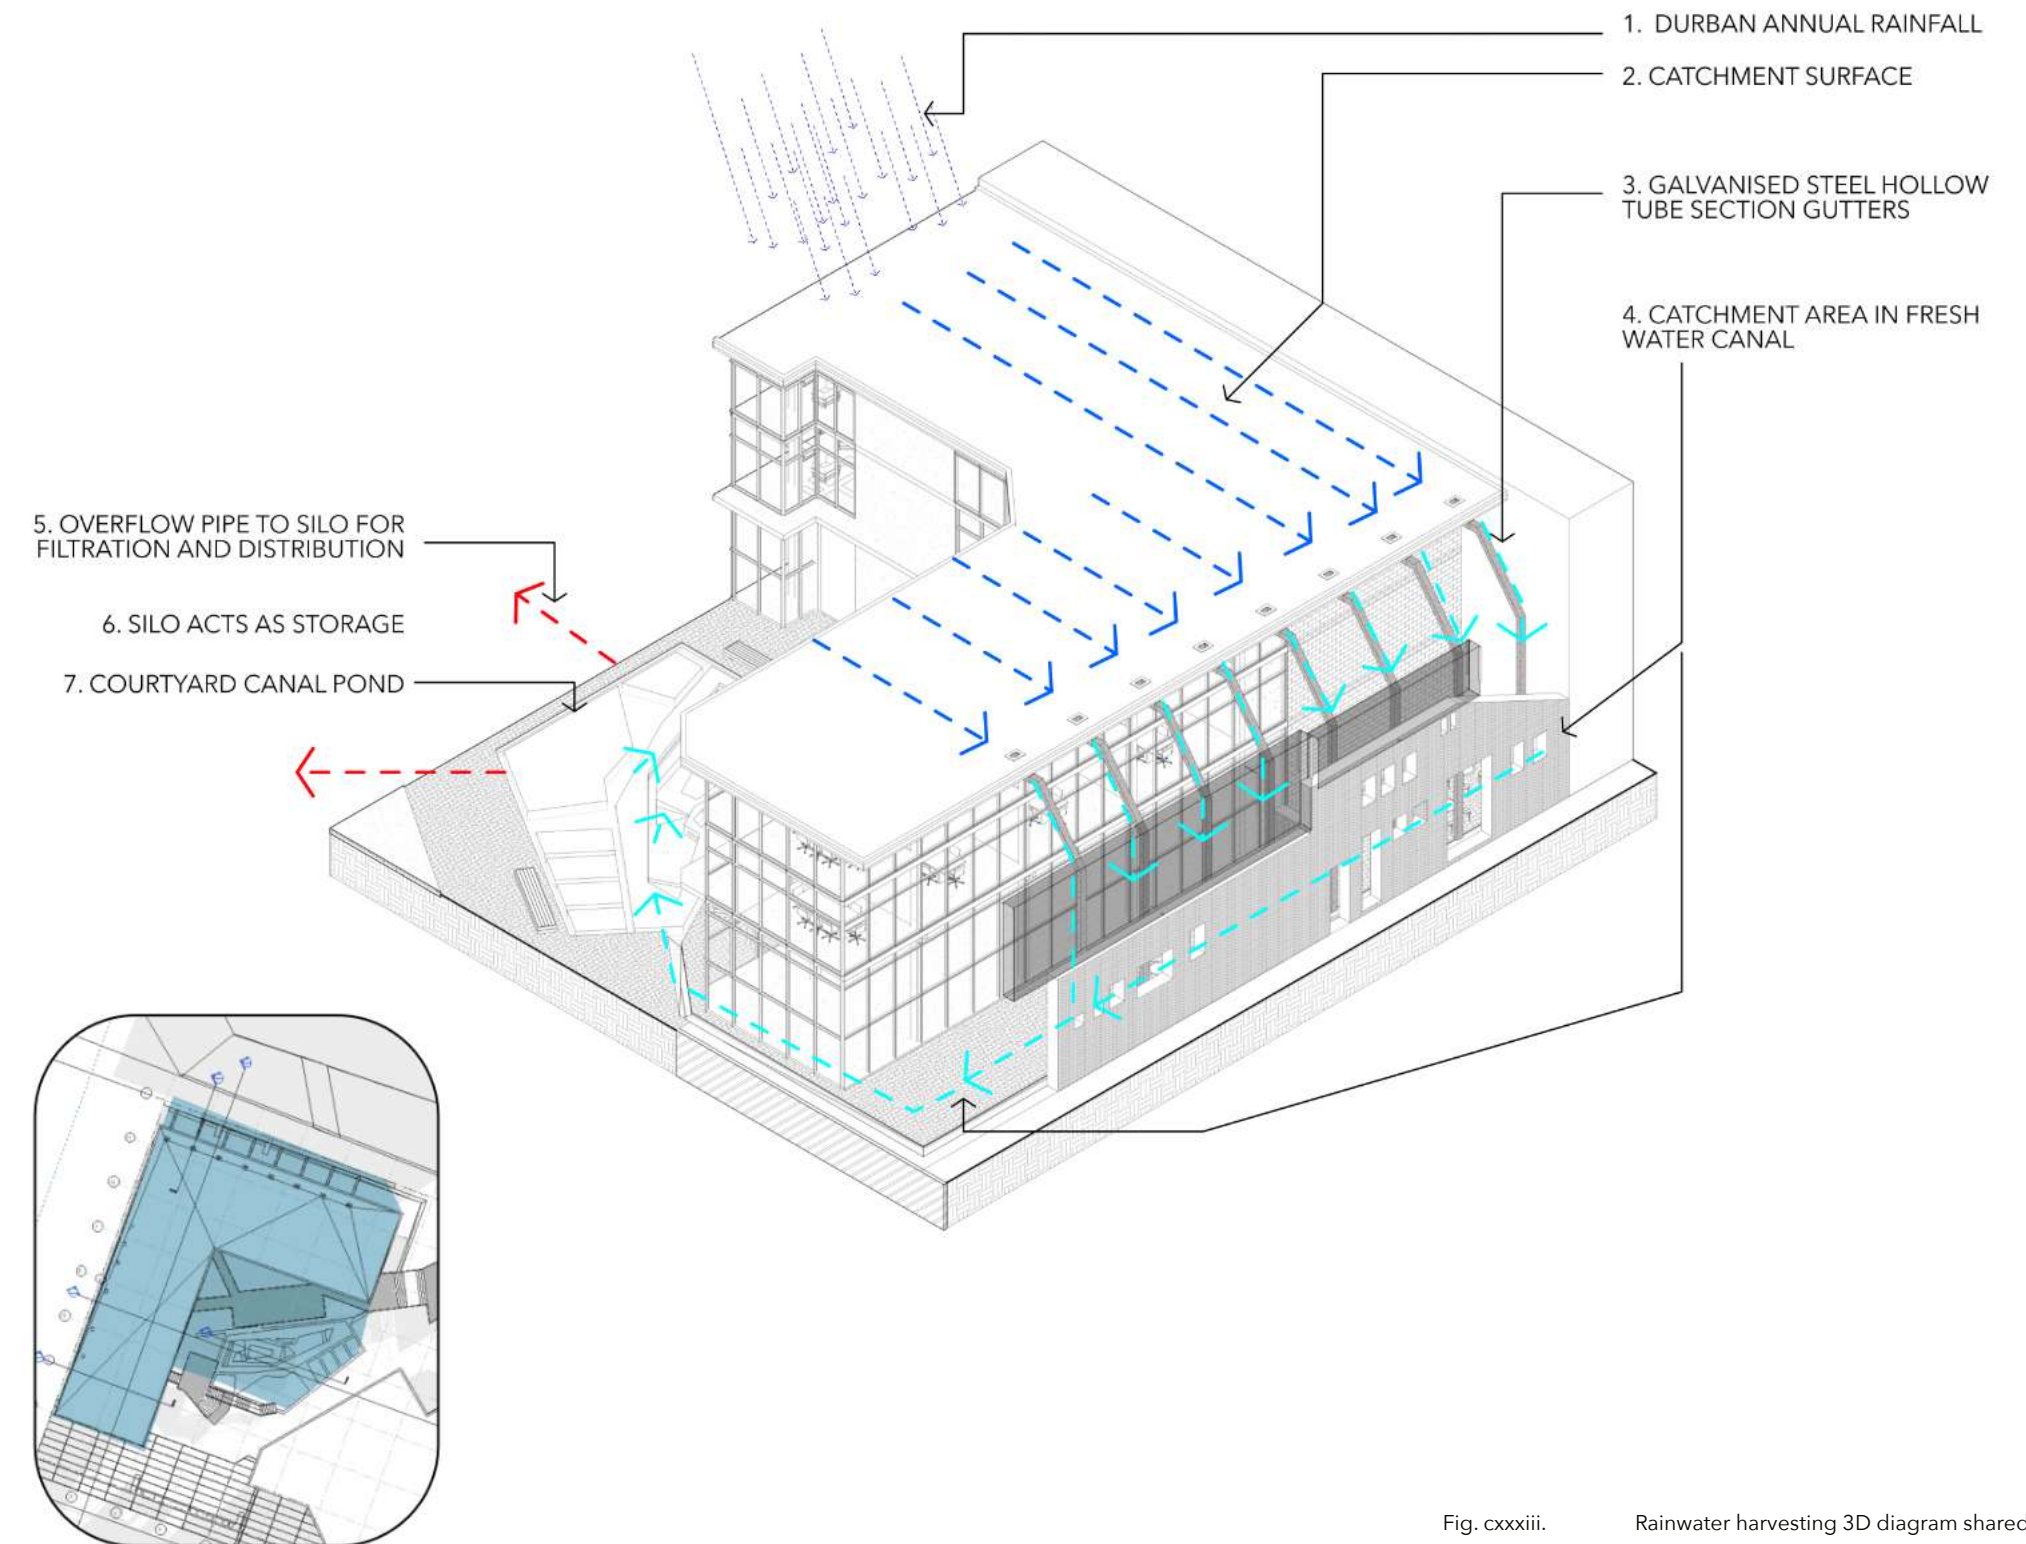 1. DURBAN ANNUAL RAINFALL
2. CATCHMENT SURFACE
3. GALVANISED STEEL HOLLOW
TUBE SECTION GUTTERS
4. CATCHMENT AREA IN FRESH
WATER CANAL
5. OVERFLOW PIPE TO SILO FOR
FILTRATION AND DISTRIBUTION
6. SILO ACTS AS STORAGE
7. COURTYARD CANAL POND
Fig. cxxxiii. Rainwater harvesting 3D diagram shared